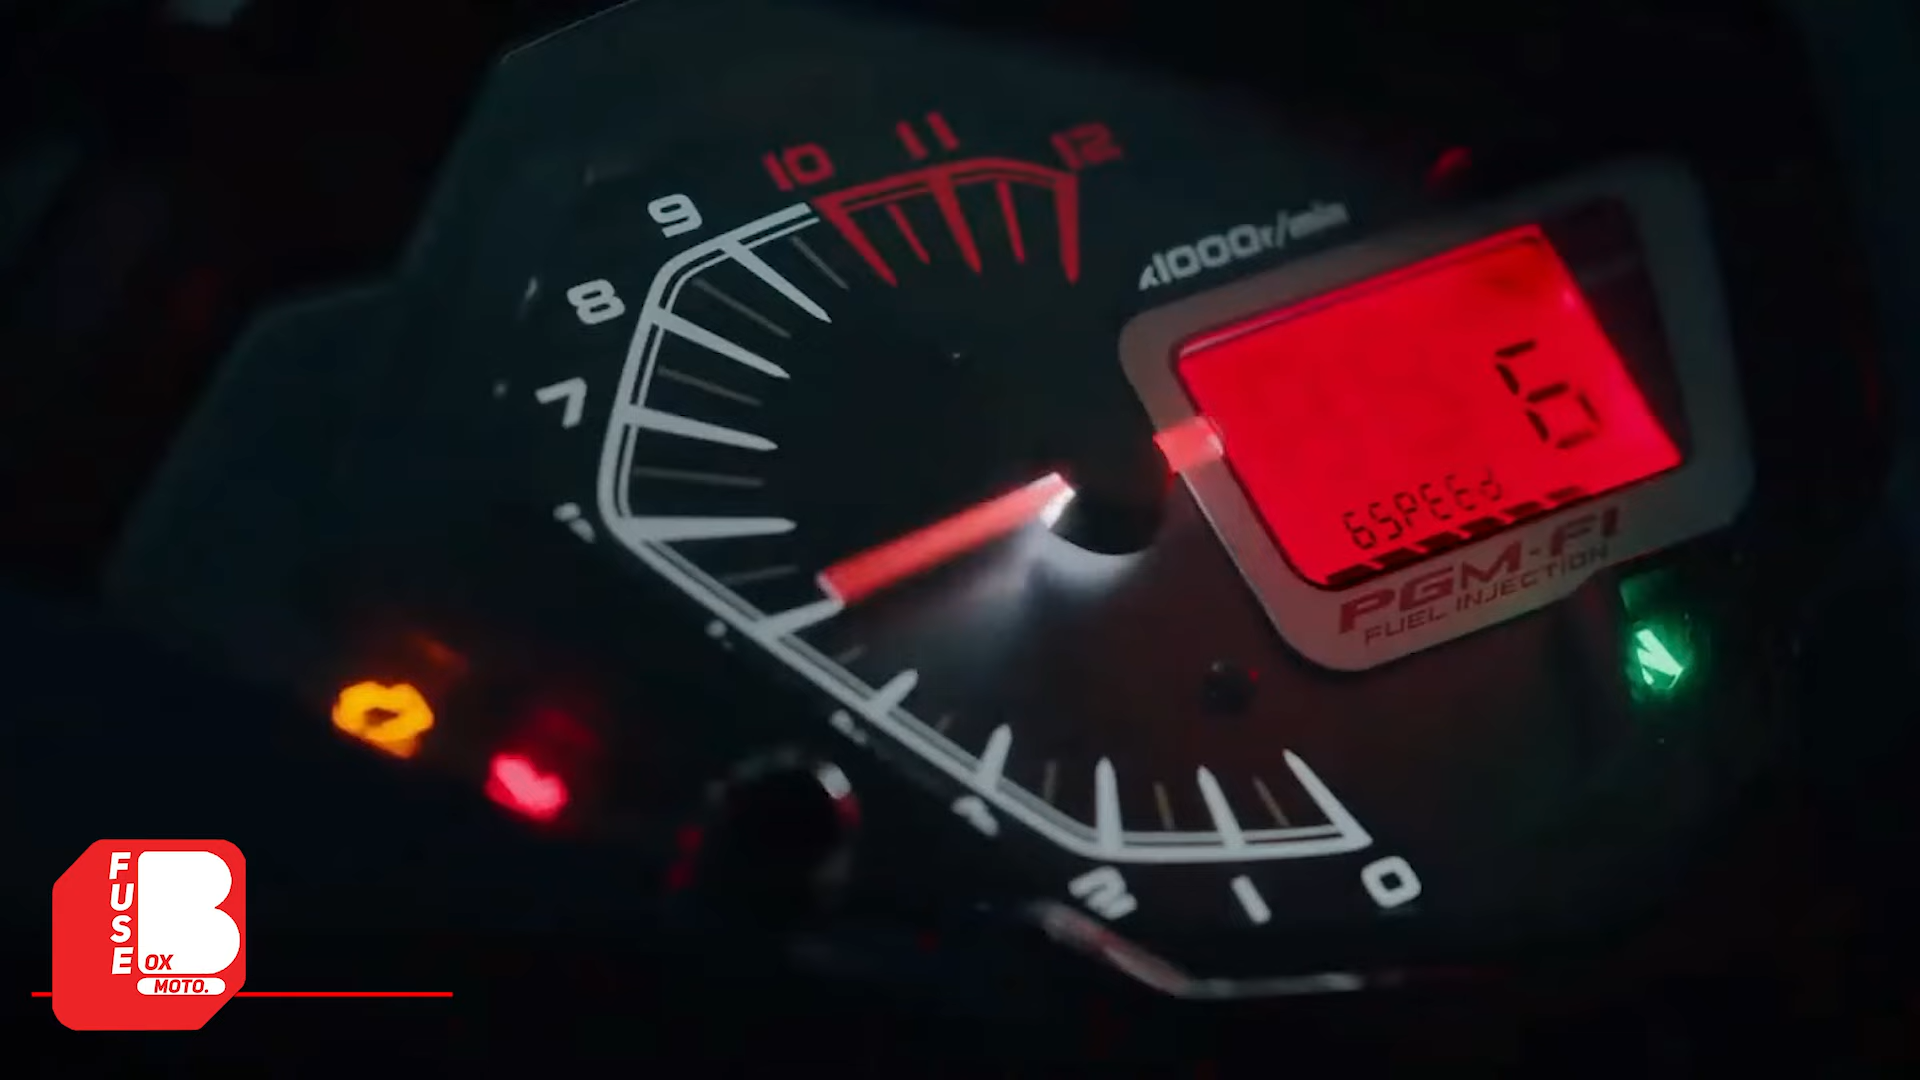 12
11
10
9
8
7
x1000r/min
6
6SPEEd
PGM-FI
FUEL INJECTION
N
2
1
0
FUSE
BOX
MOTO.